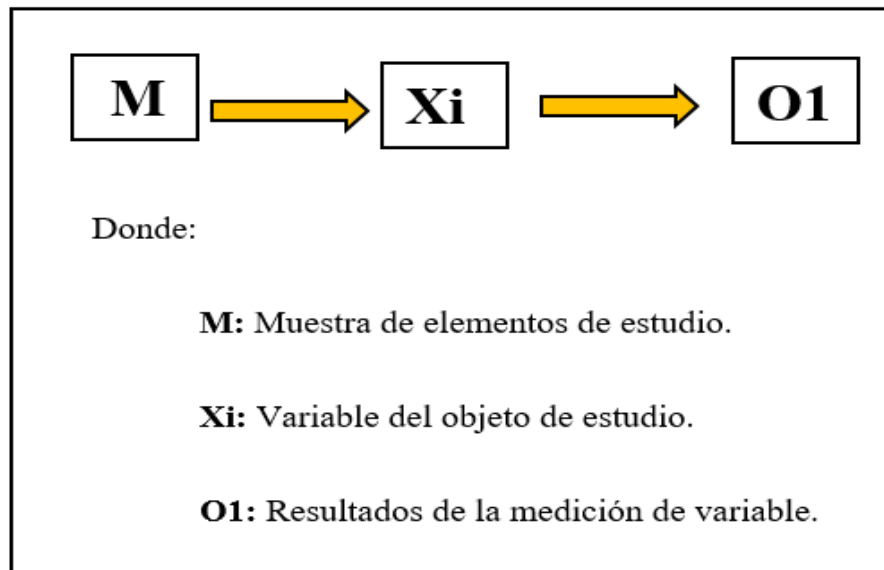 M Xi O1
Donde:
M: Muestra de elementos de estudio.
Xi: Variable del objeto de estudio.
O1: Resultados de la medición de variable.